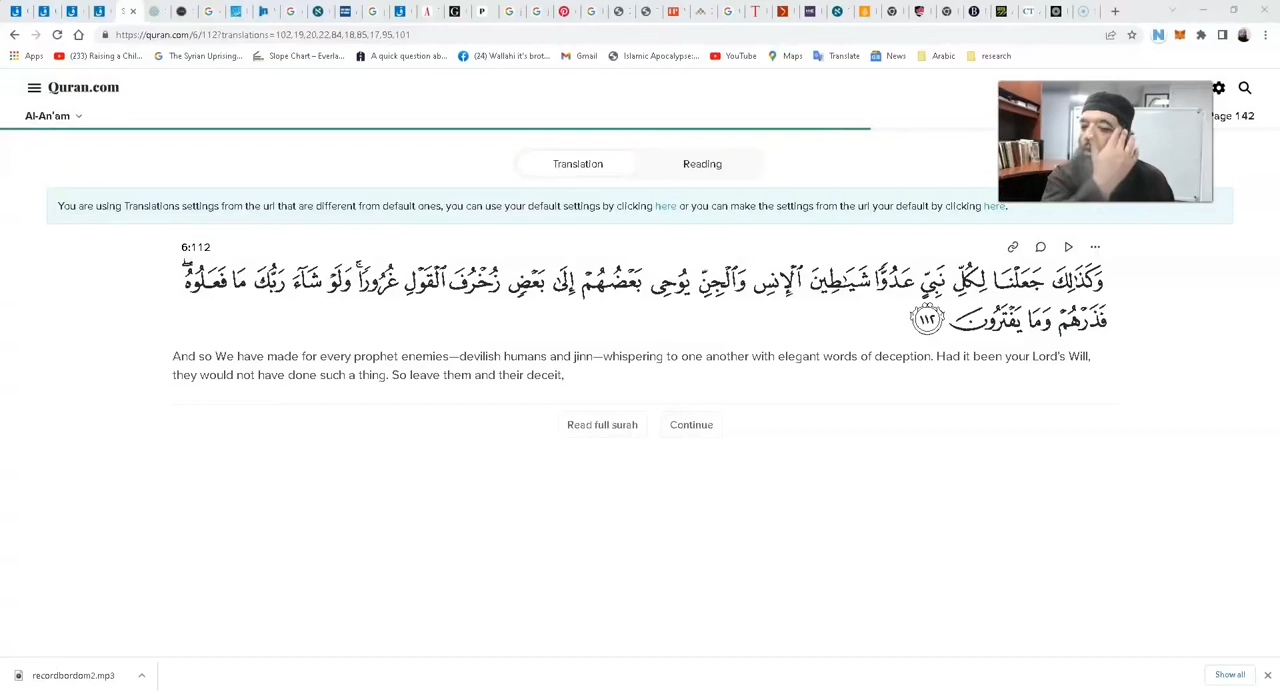 https://quran.com/6/112?translations=102,19,20,22,84,18,85,17,95,101
Apps
(233) Raising a Chil...
The Syrian Uprising...
Slope Chart – Everla...
A quick question ab...
(24) Wallahi it's brot...
Gmail
Islamic Apocalypse:...
YouTube
Maps
Translate
News
Arabic
research
Quran.com
Al-An'am
Page 142
Translation
Reading
You are using Translations settings from the url that are different from default ones, you can use your default settings by clicking here or you can make the settings from the url your default by clicking here.
6:112
وَكَذَٰلِكَ جَعَلْنَا لِكُلِّ نَبِيٍّ عَدُوًّا شَيَـٰطِينَ ٱلْإِنسِ وَٱلْجِنِّ يُوحِى بَعْضُهُمْ إِلَىٰ بَعْضٍ زُخْرُفَ ٱلْقَوْلِ غُرُورًا ۚ وَلَوْ شَآءَ رَبُّكَ مَا فَعَلُوهُ ۖ
فَذَرْهُمْ وَمَا يَفْتَرُونَ ١١٢
And so We have made for every prophet enemies—devilish humans and jinn—whispering to one another with elegant words of deception. Had it been your Lord's Will,
they would not have done such a thing. So leave them and their deceit,
Read full surah
Continue
recordbordom2.mp3
Show all